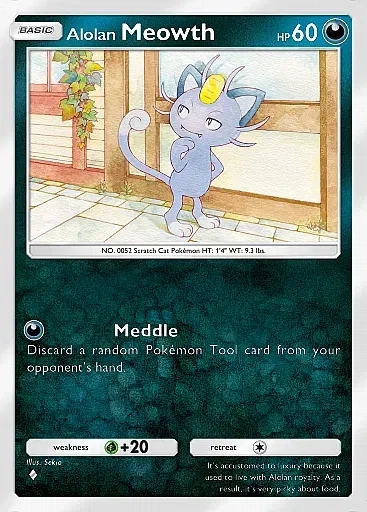 BASIC
Alolan Meowth
HP 60
NO. 0052 Scratch Cat Pokémon HT: 1'4" WT: 9.3 lbs.
Meddle
Discard a random Pokémon Tool card from your
opponent's hand.
weakness +20
retreat
Illus. Sekio
It's accustomed to luxury because it
used to live with Alolan royalty. As a
result, it's very picky about food.